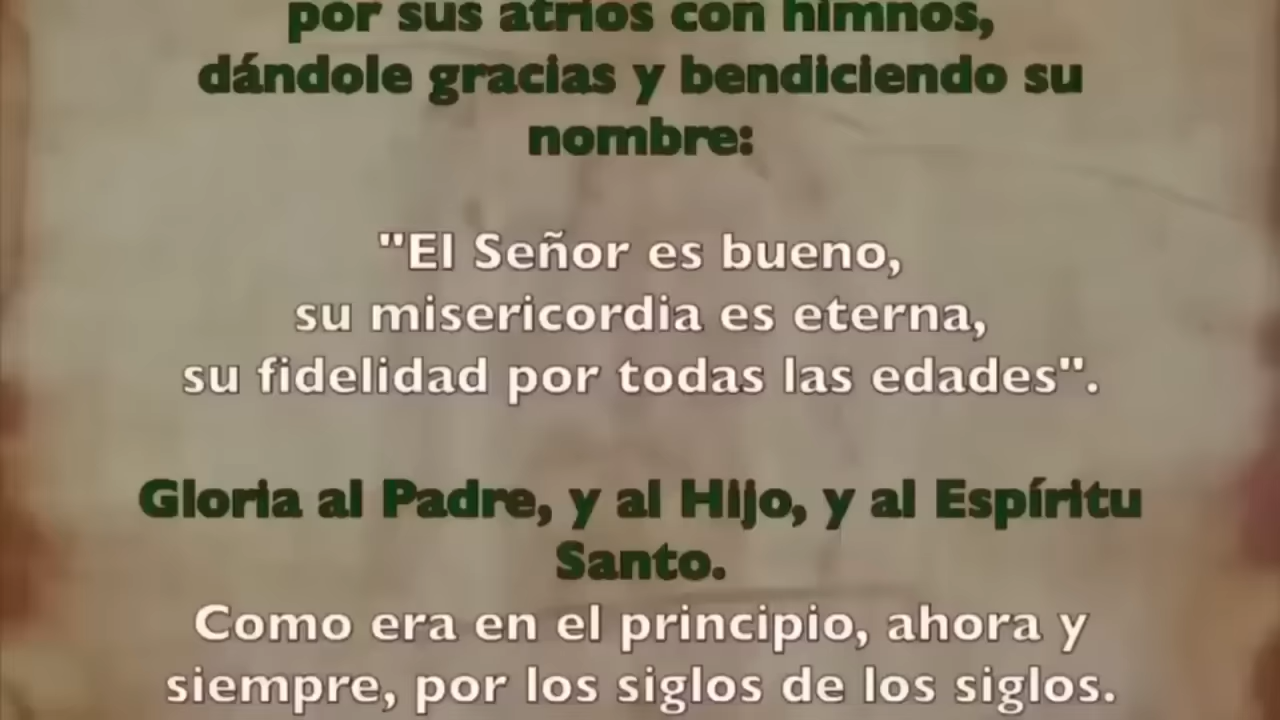 por sus atrios con himnos,
dándole gracias y bendiciendo su
nombre:
"El Señor es bueno,
su misericordia es eterna,
su fidelidad por todas las edades".
Gloria al Padre, y al Hijo, y al Espíritu
Santo.
Como era en el principio, ahora y
siempre, por los siglos de los siglos.